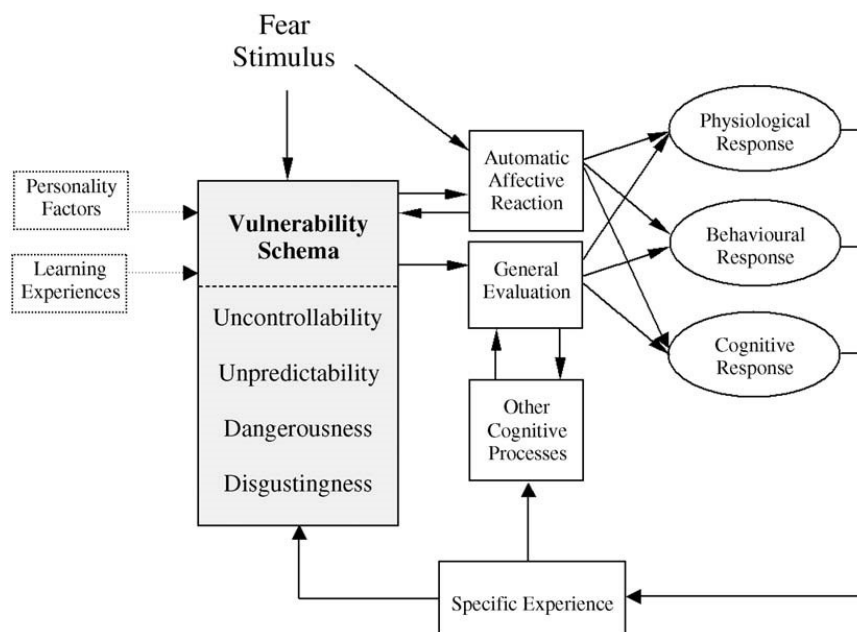 Fear
Stimulus
Personality
Factors
Learning
Experiences
Vulnerability
Schema
Uncontrollability
Unpredictability
Dangerousness
Disgustingness
Automatic
Affective
Reaction
General
Evaluation
Other
Cognitive
Processes
Specific Experience
Physiological
Response
Behavioural
Response
Cognitive
Response